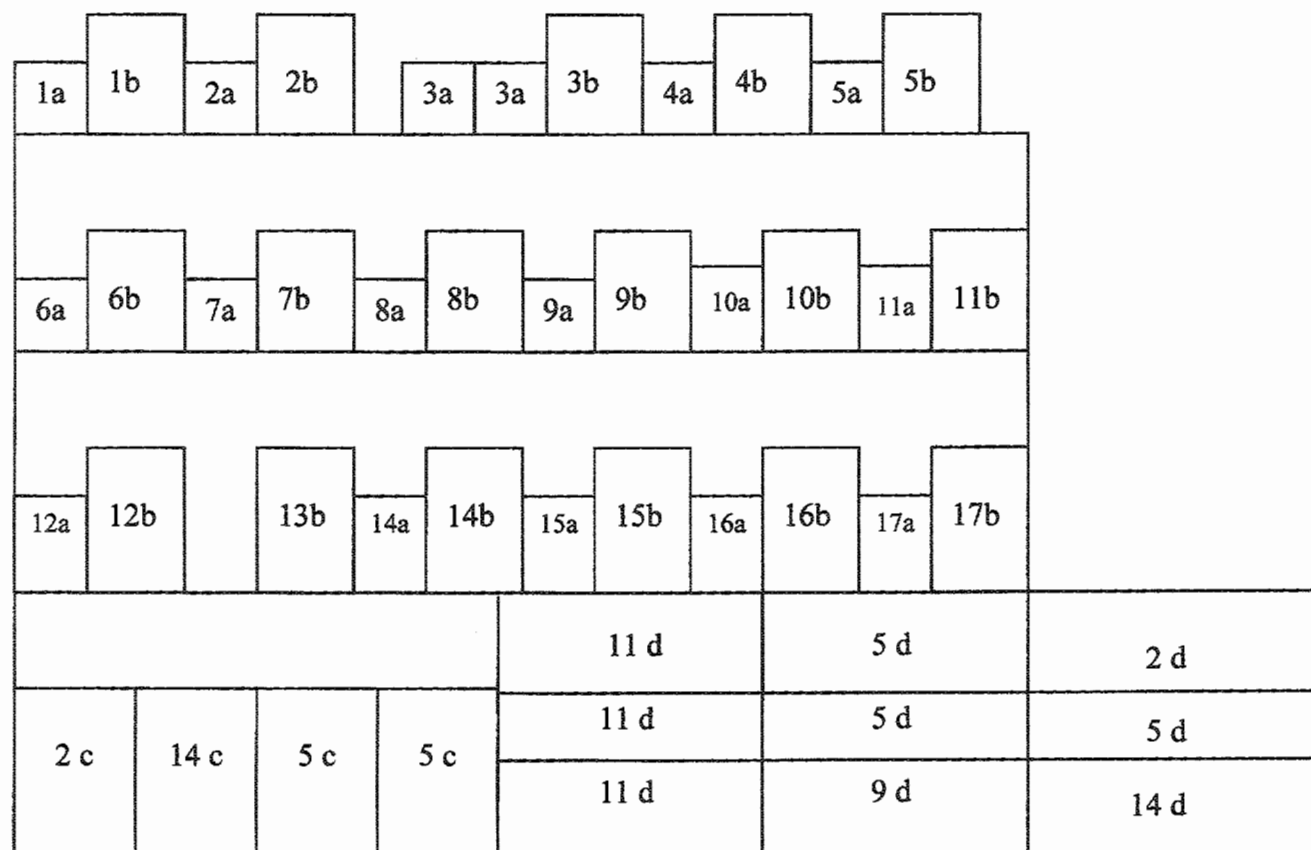 1a 1b 2a 2b 3a 3a 3b 4a 4b 5a 5b
6a 6b 7a 7b 8a 8b 9a 9b 10a 10b 11a 11b
12a 12b 13b 14a 14b 15a 15b 16a 16b 17a 17b
11 d 5 d 2 d
2 c 14 c 5 c 5 c 11 d 5 d 5 d
11 d 9 d 14 d